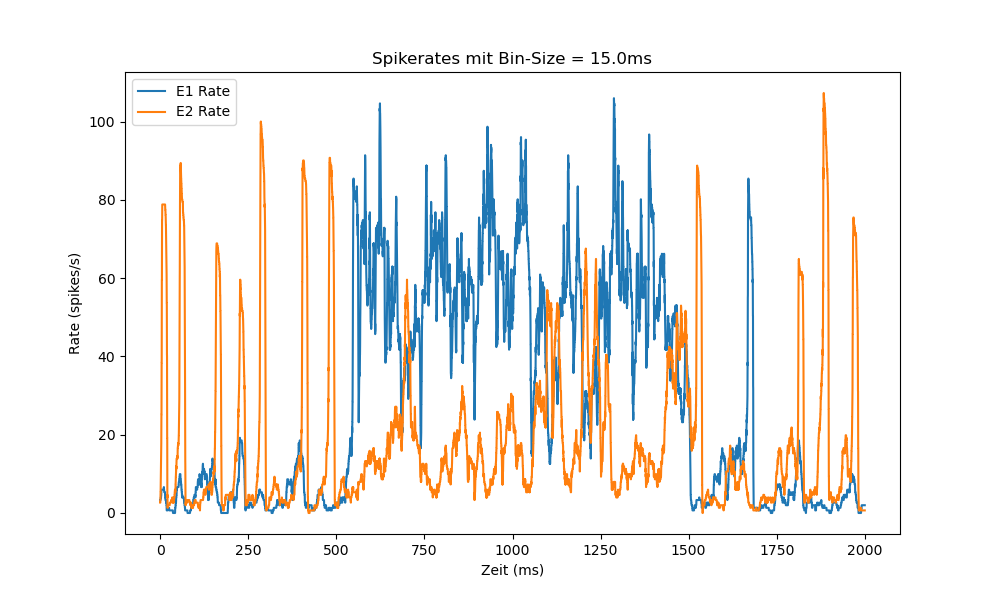 Spikerates mit Bin-Size = 15.0ms
E1 Rate
E2 Rate
Rate (spikes/s)
100
80
60
40
20
0
0 250 500 750 1000 1250 1500 1750 2000
Zeit (ms)